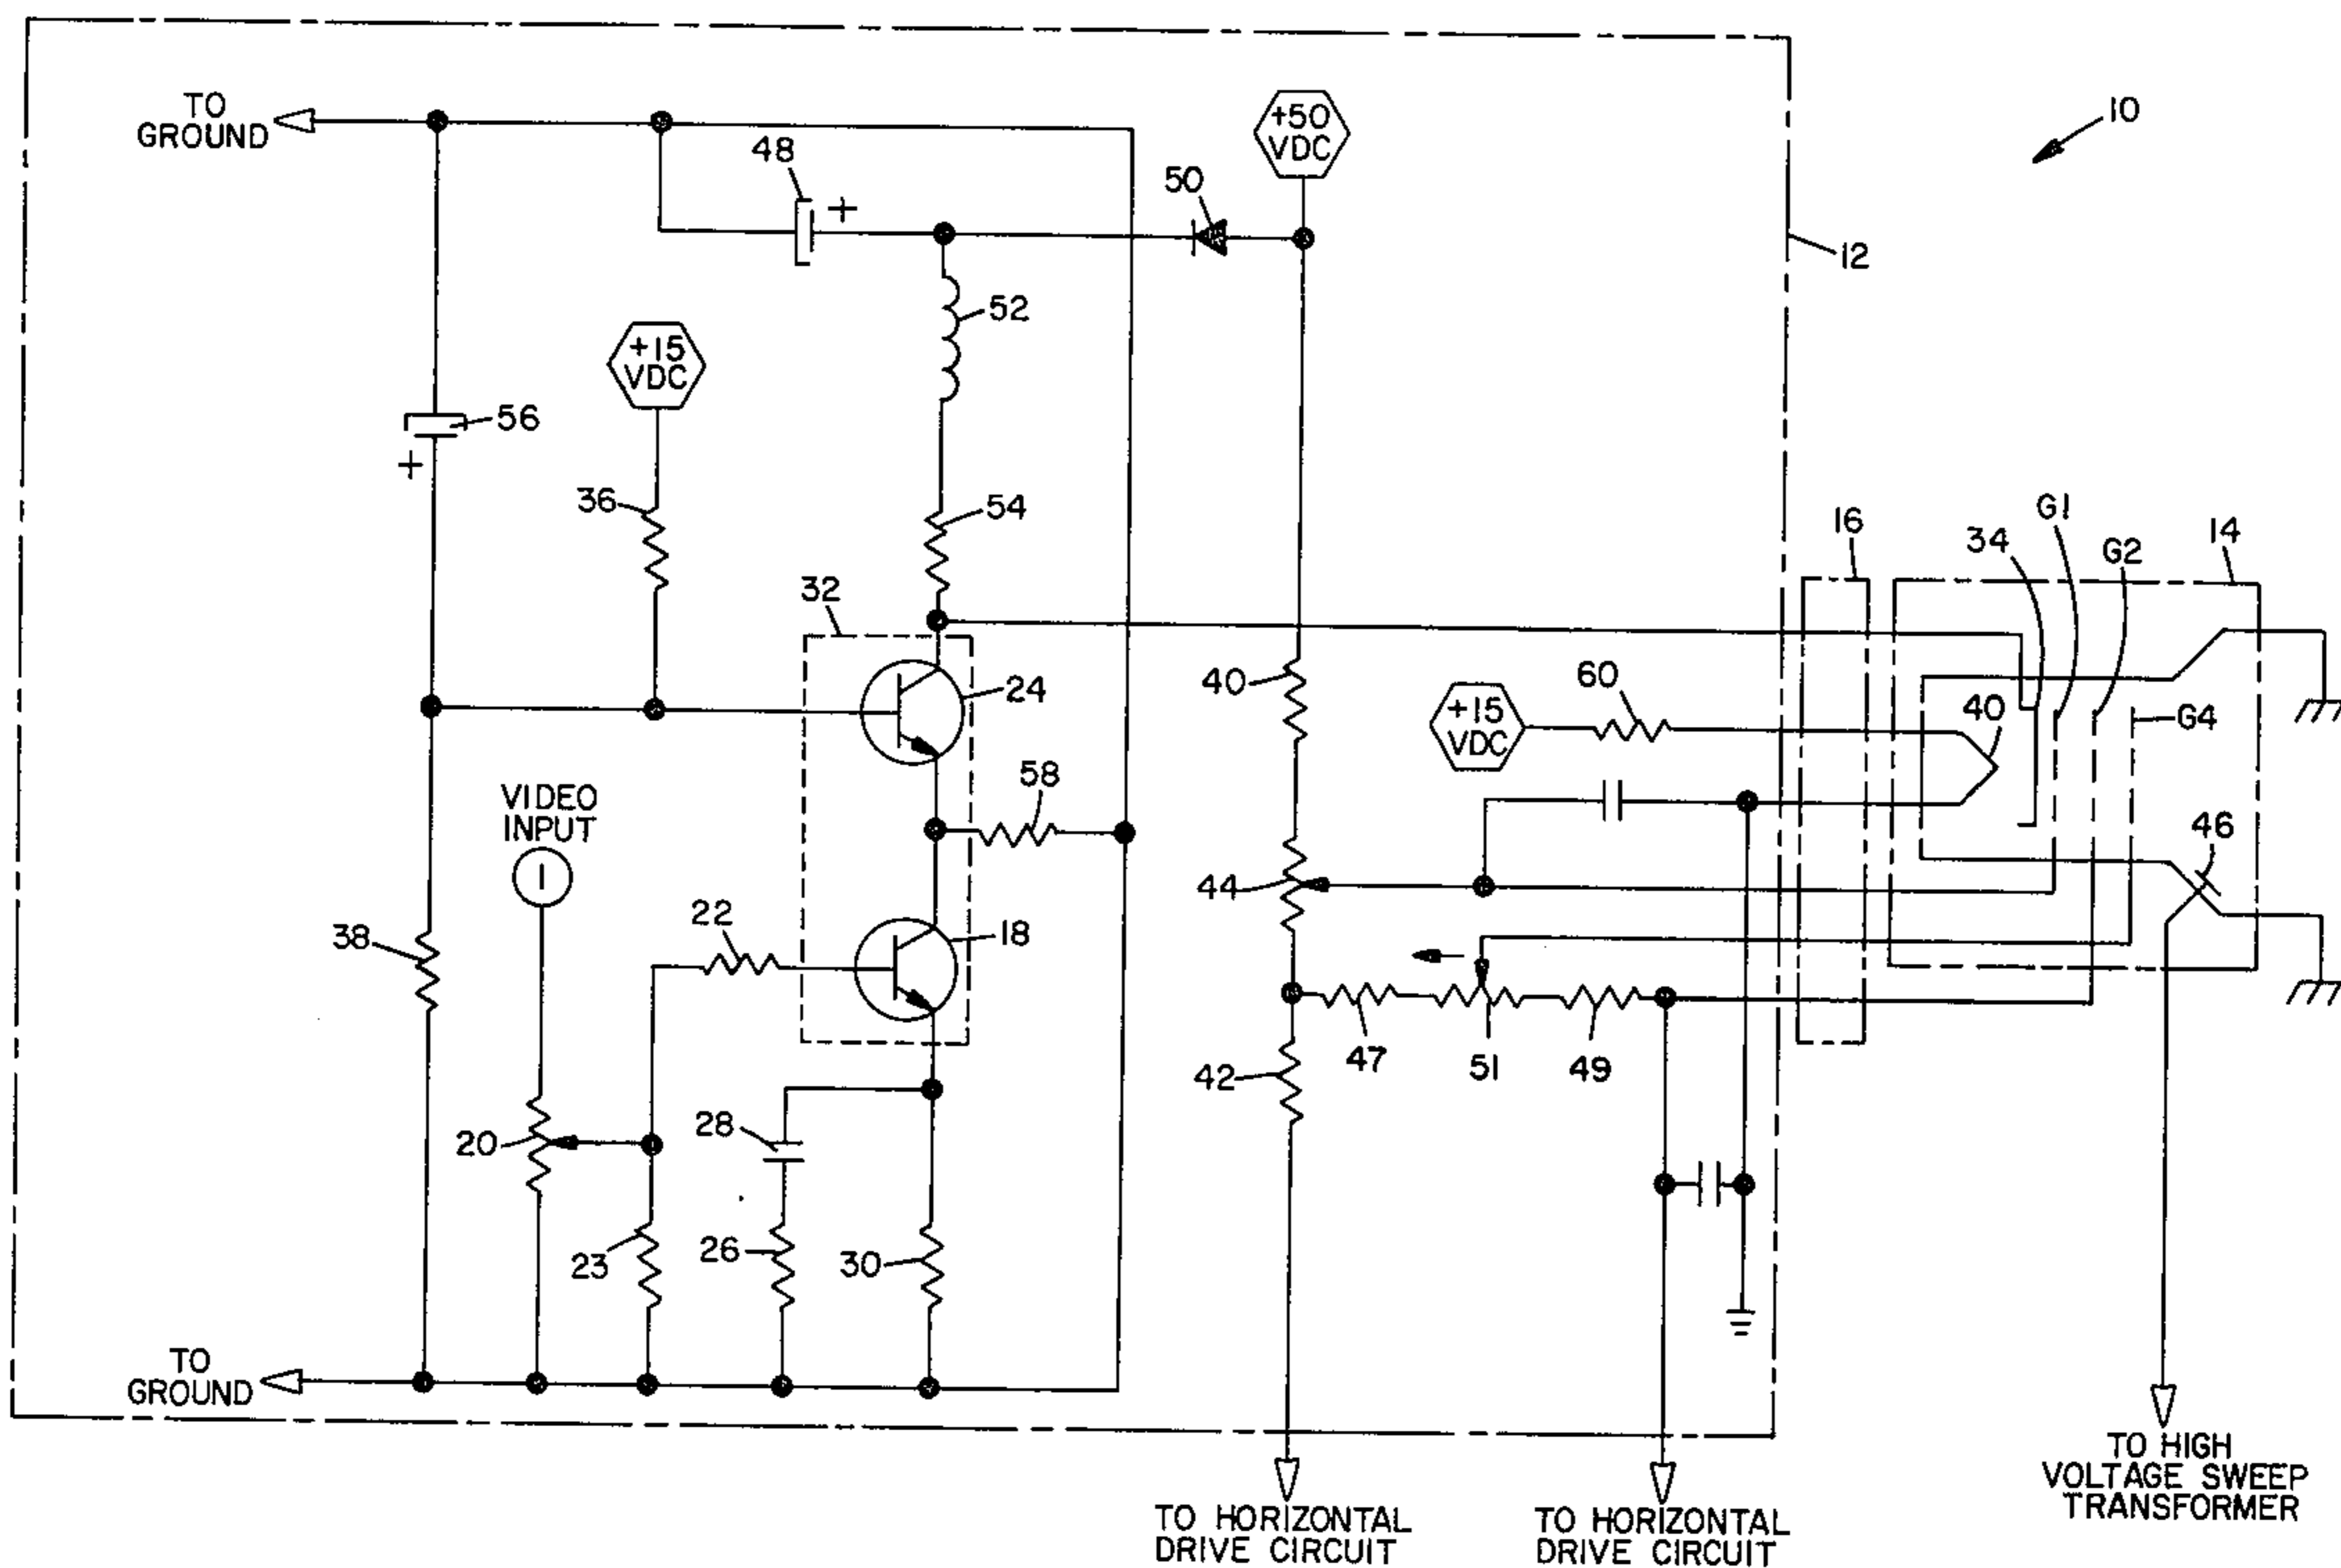 TO
GROUND
48
+
50
+50
VDC
10
12
52
+15
VDC
56
+
36
54
32
16
34
G1
G2
14
24
40
60
+15
VDC
40
G4
58
VIDEO
INPUT
1
46
44
22
18
38
47
51
49
42
20
28
23
26
30
TO
GROUND
TO HORIZONTAL
DRIVE CIRCUIT
TO HORIZONTAL
DRIVE CIRCUIT
TO HIGH
VOLTAGE SWEEP
TRANSFORMER